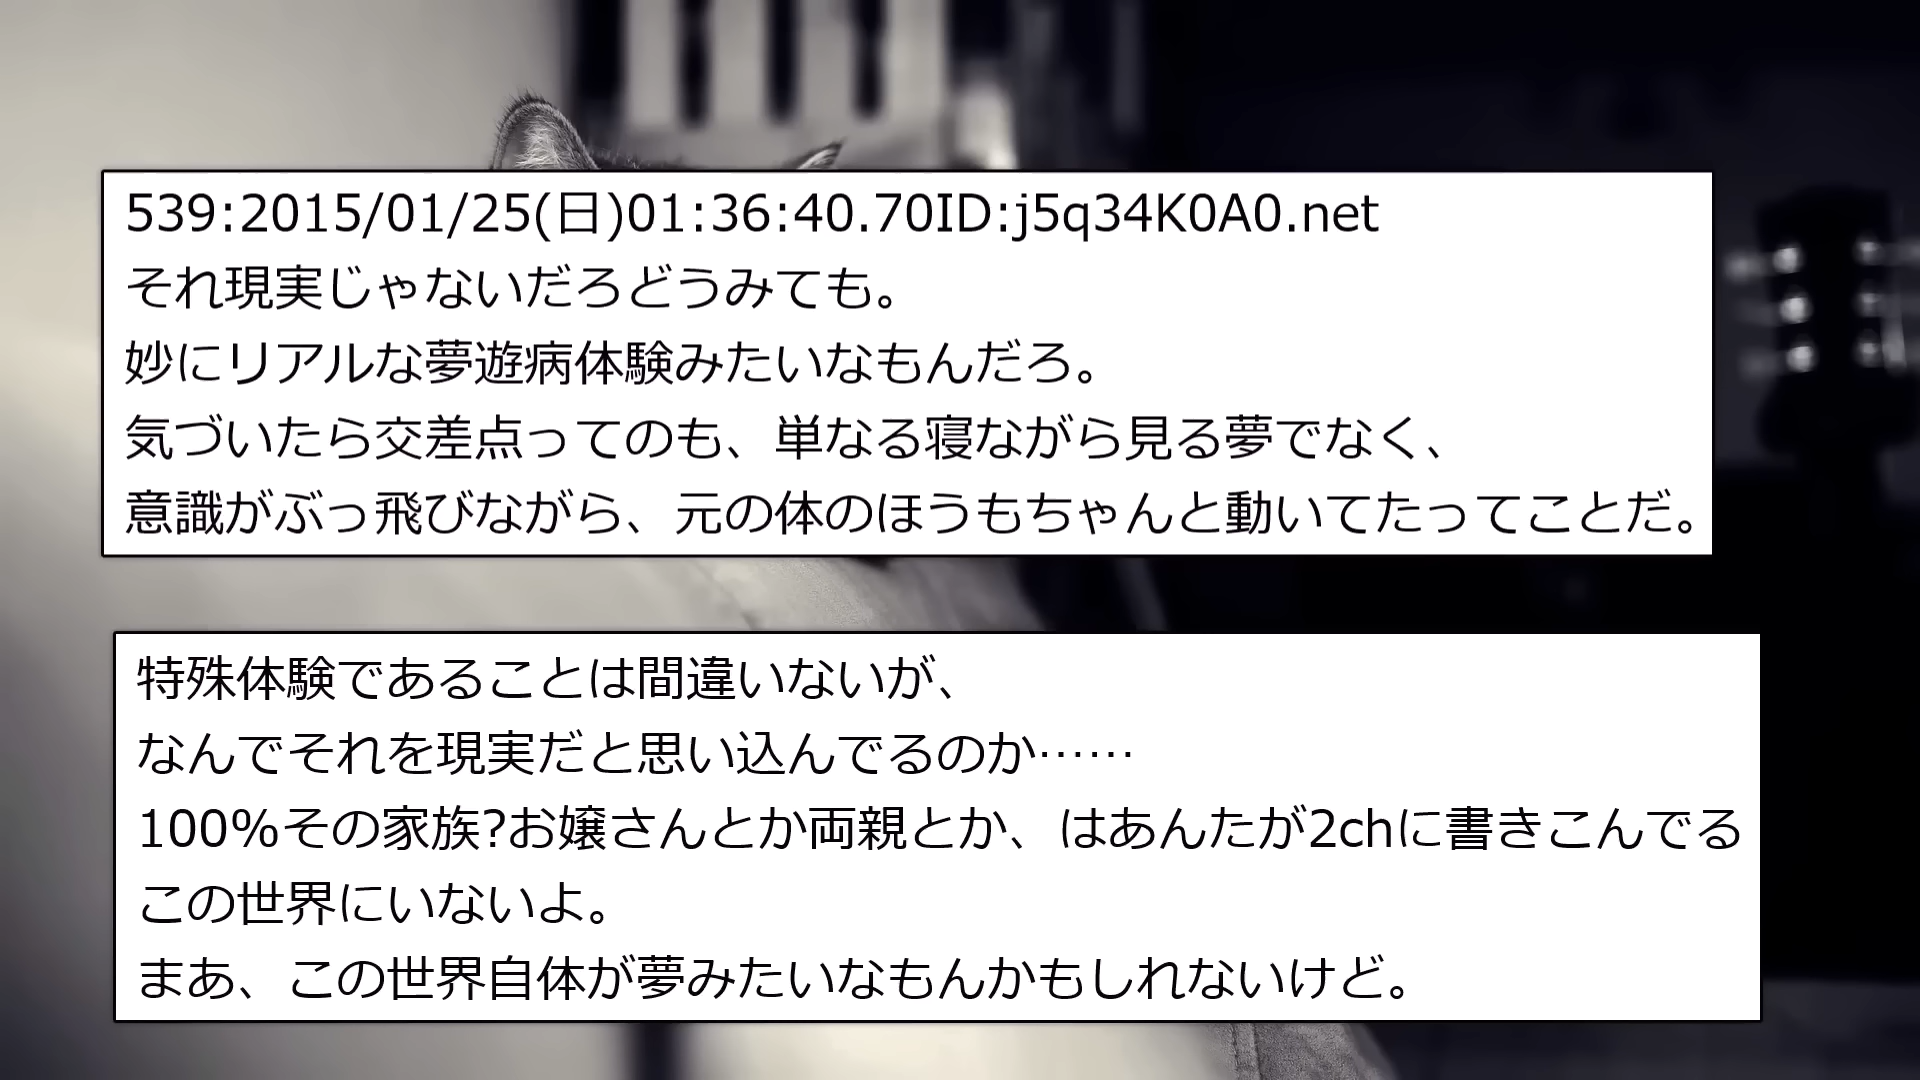 539:2015/01/25(日)01:36:40.70ID:j5q34K0A0.net
それ現実じゃないだろどうみても。
妙にリアルな夢遊病体験みたいなもんだろ。
気づいたら交差点ってのも、単なる寝ながら見る夢でなく、
意識がぶっ飛びながら、元の体のほうもちゃんと動いてたってことだ。
特殊体験であることは間違いないが、
なんでそれを現実だと思い込んでるのか……
100%その家族?お嬢さんとか両親とか、はあんたが2chに書きこんでる
この世界にいないよ。
まあ、この世界自体が夢みたいなもんかもしれないけど。